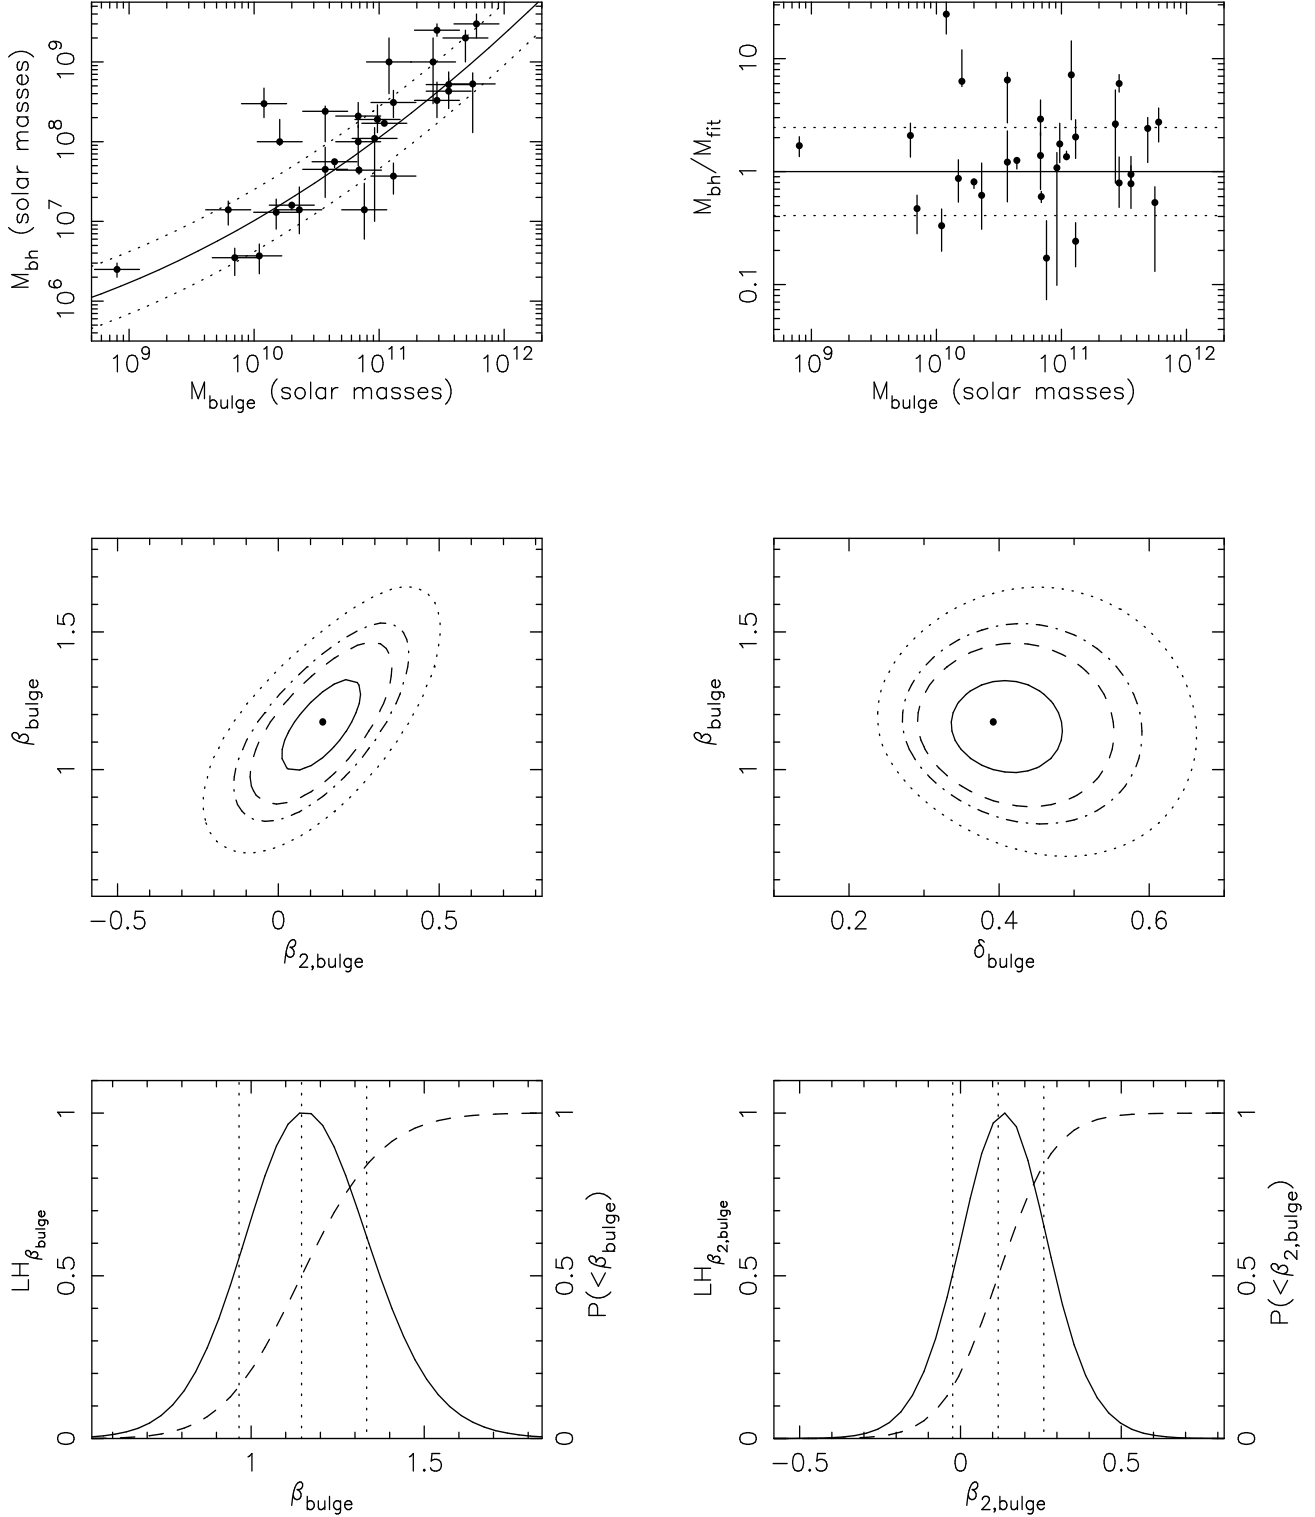 M_bh (solar masses)
10^9
10^8
10^7
10^6
10^9 10^10 10^11 10^12
M_bulge (solar masses)
M_bh/M_fit
10
1
0.1
10^9 10^10 10^11 10^12
M_bulge (solar masses)
β_bulge
1.5
1
−0.5 0 0.5
β_2,bulge
β_bulge
1.5
1
0.2 0.4 0.6
δ_bulge
LH_β_bulge
1
0.5
0
1 1.5
β_bulge
1
0.5
0
P(<β_bulge)
LH_β_2,bulge
1
0.5
0
−0.5 0 0.5
β_2,bulge
1
0.5
0
P(<β_2,bulge)